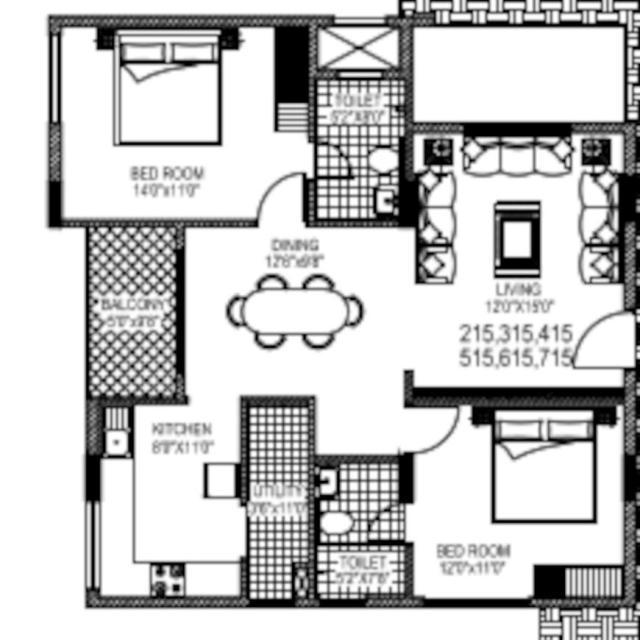 TOILET
5'2"X8'0"
BED ROOM
14'0"x11'0"
DINING
12'6"x9'8"
BALCONY
5'0"x9'6"
LIVING
12'0"X15'0"
215,315,415
515,615,715
KITCHEN
8'0"X11'0"
UTILITY
3'6"x11'0"
BED ROOM
12'0"x11'0"
TOILET
5'2"X7'6"